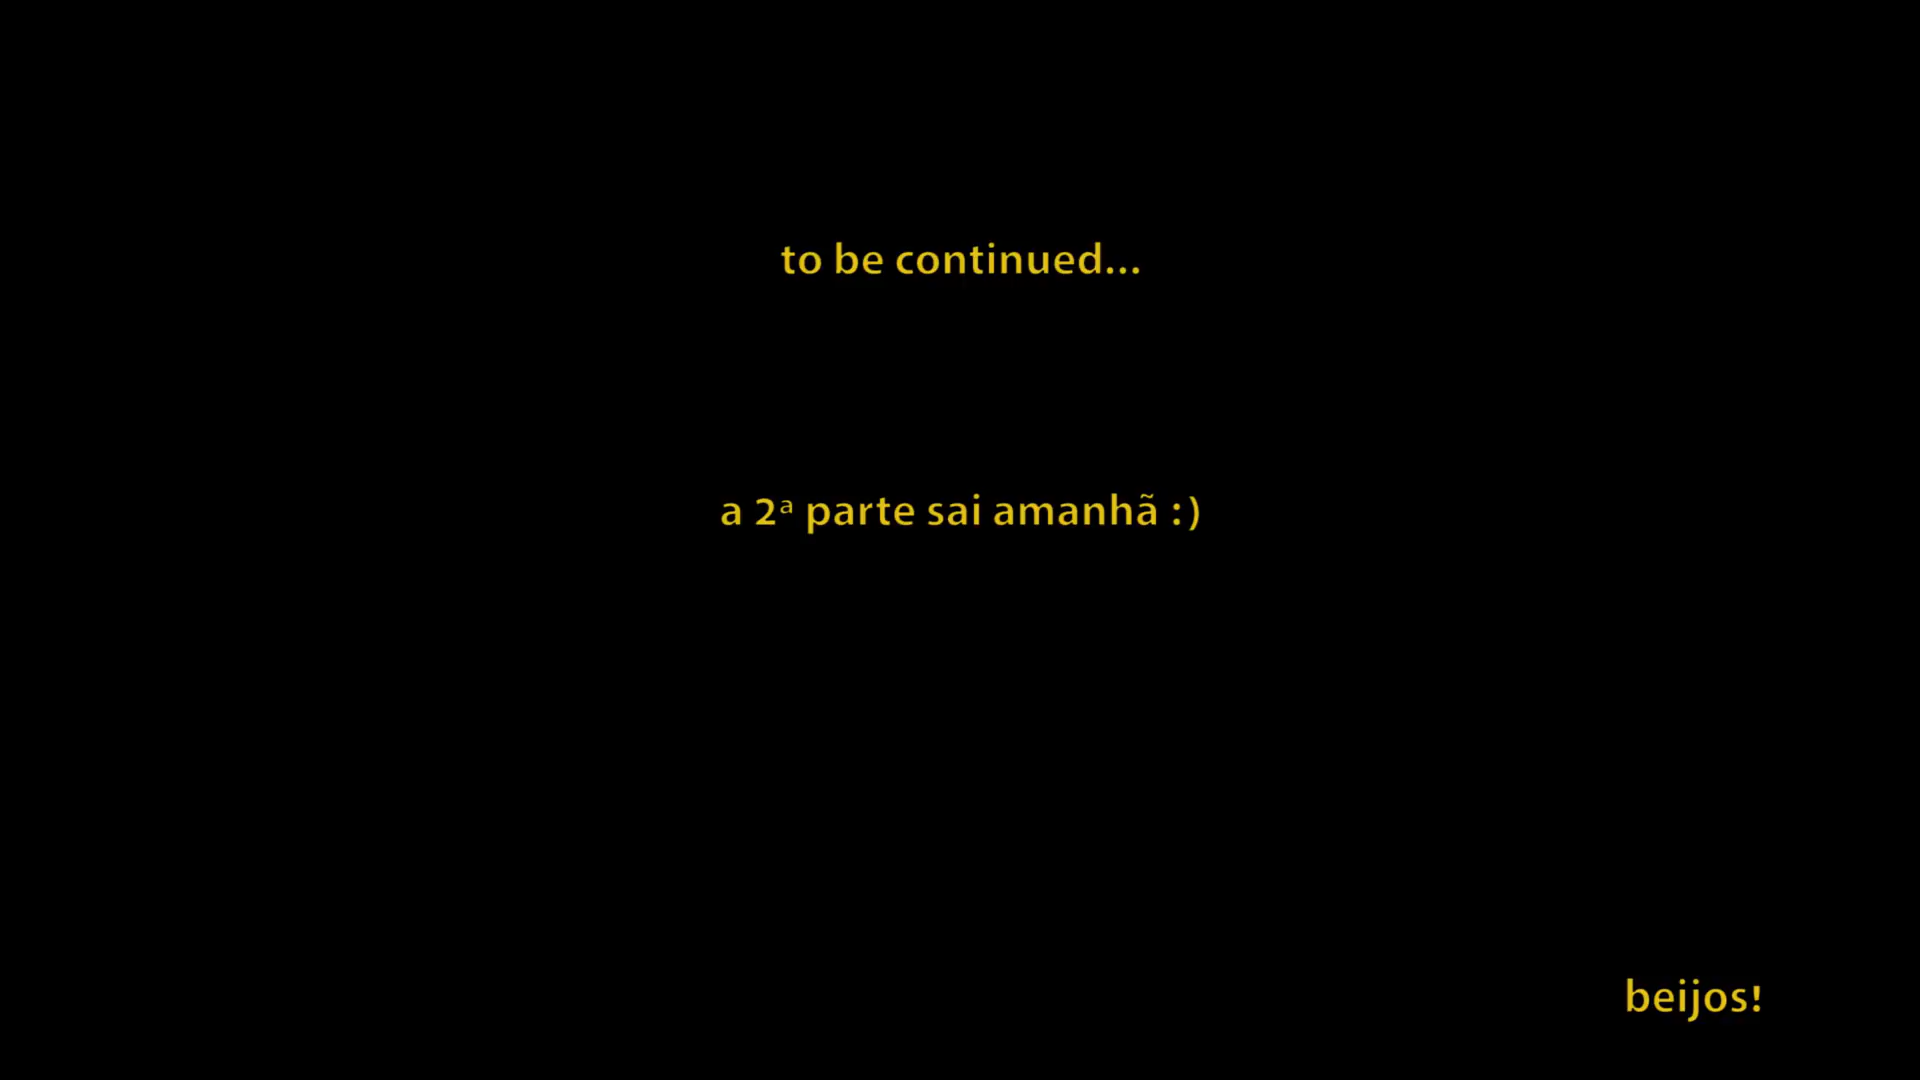 to be continued...
a 2ª parte sai amanhã :)
beijos!